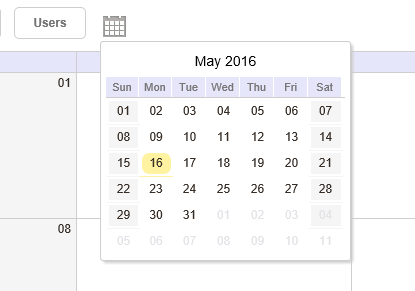 Users
May 2016
Sun Mon Tue Wed Thu Fri Sat
01
01 02 03 04 05 06 07
08 09 10 11 12 13 14
15 16 17 18 19 20 21
22 23 24 25 26 27 28
29 30 31 01 02 03 04
08
05 06 07 08 09 10 11